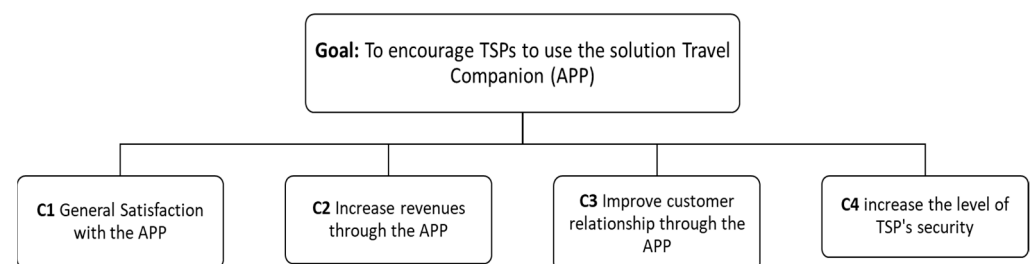 Goal: To encourage TSPs to use the solution Travel
Companion (APP)
C1 General Satisfaction
with the APP
C2 Increase revenues
through the APP
C3 Improve customer
relationship through the
APP
C4 increase the level of
TSP's security